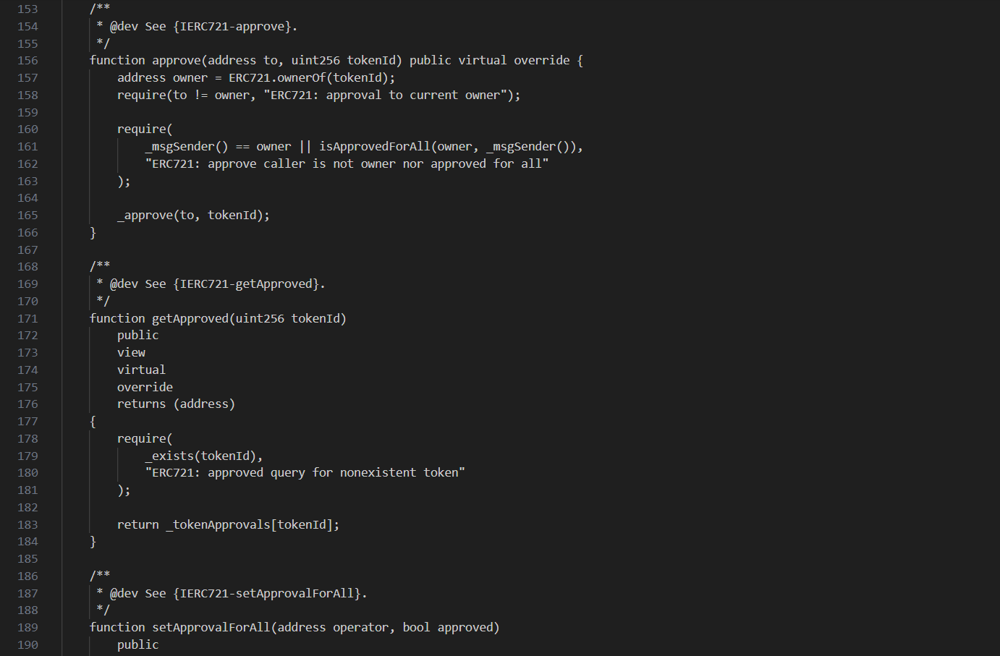 153 /**
154 * @dev See {IERC721-approve}.
155 */
156 function approve(address to, uint256 tokenId) public virtual override {
157 address owner = ERC721.ownerOf(tokenId);
158 require(to != owner, "ERC721: approval to current owner");
159
160 require(
161 _msgSender() == owner || isApprovedForAll(owner, _msgSender()),
162 "ERC721: approve caller is not owner nor approved for all"
163 );
164
165 _approve(to, tokenId);
166 }
167
168 /**
169 * @dev See {IERC721-getApproved}.
170 */
171 function getApproved(uint256 tokenId)
172 public
173 view
174 virtual
175 override
176 returns (address)
177 {
178 require(
179 _exists(tokenId),
180 "ERC721: approved query for nonexistent token"
181 );
182
183 return _tokenApprovals[tokenId];
184 }
185
186 /**
187 * @dev See {IERC721-setApprovalForAll}.
188 */
189 function setApprovalForAll(address operator, bool approved)
190 public